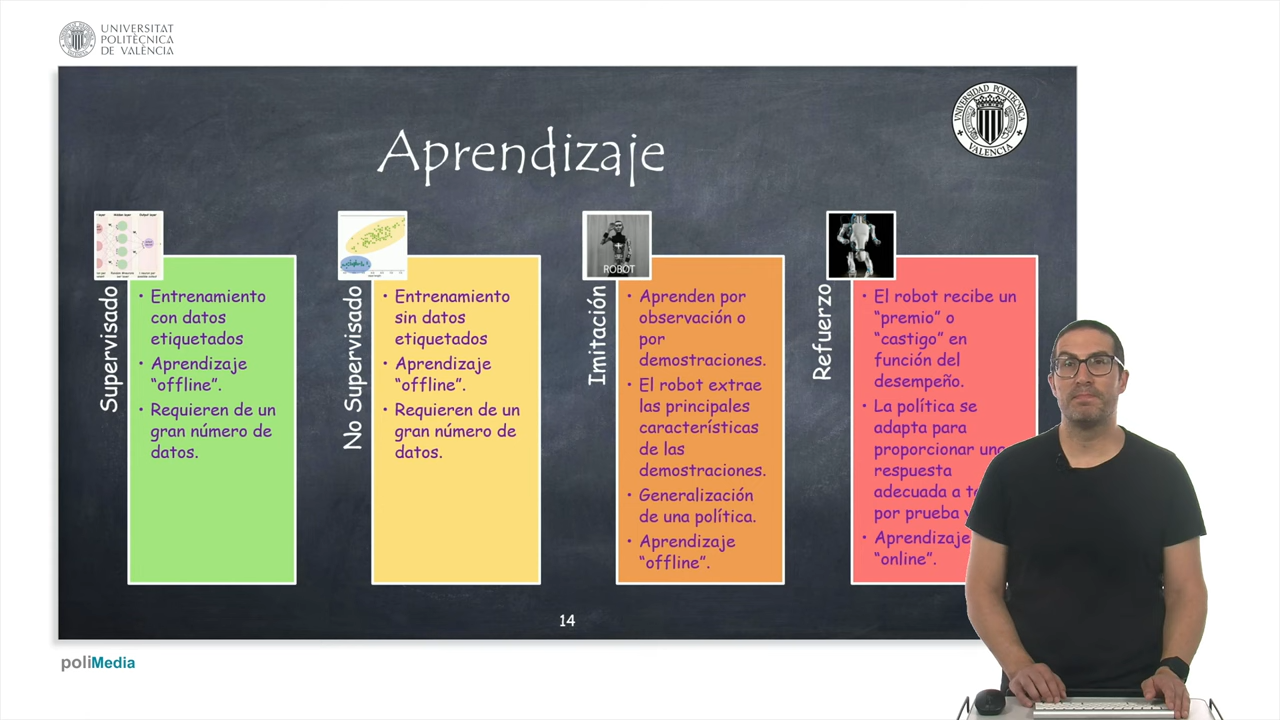 UNIVERSITAT
POLITÈCNICA
DE VALÈNCIA
UNIVERSIDAD POLITECNICA
VALENCIA
Aprendizaje
Supervisado
• Entrenamiento
con datos
etiquetados
• Aprendizaje
“offline”.
• Requieren de un
gran número de
datos.
No Supervisado
• Entrenamiento
sin datos
etiquetados
• Aprendizaje
“offline”.
• Requieren de un
gran número de
datos.
ROBOT
Imitación
• Aprenden por
observación o
por
demostraciones.
• El robot extrae
las principales
características
de las
demostraciones.
• Generalización
de una política.
• Aprendizaje
“offline”.
Refuerzo
• El robot recibe un
“premio” o
“castigo” en
función del
desempeño.
• La política se
adapta para
proporcionar una
respuesta
adecuada a
por prueba
• Aprendizaje
“online”.
14
poliMedia